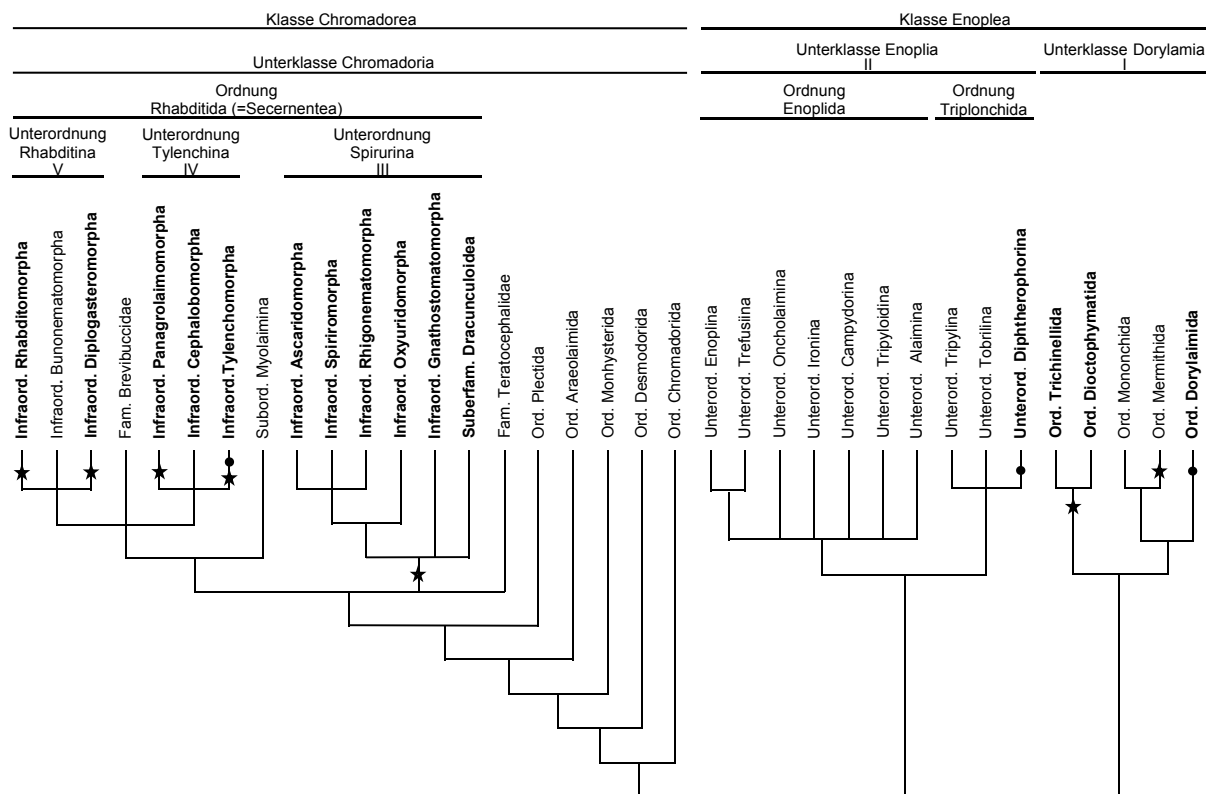 Klasse Chromadorea
Klasse Enoplea
Unterklasse Chromadoria
Unterklasse Enoplia
II
Unterklasse Dorylamia
I
Ordnung
Rhabditida (=Secernentea)
Ordnung
Enoplida
Ordnung
Triplonchida
Unterordnung
Rhabditina
V
Unterordnung
Tylenchina
IV
Unterordnung
Spirurina
III
Infraord. Rhabditomorpha
Infraord. Bunonematomorpha
Infraord. Diplogasteromorpha
Fam. Brevibuccidae
Infraord. Panagrolaimomorpha
Infraord. Cephalobomorpha
Infraord.Tylenchomorpha
Subord. Myolaimina
Infraord. Ascaridomorpha
Infraord. Spiriromorpha
Infraord. Rhigonematomorpha
Infraord. Oxyuridomorpha
Infraord. Gnathostomatomorpha
Suberfam. Dracunculoidea
Fam. Teratocephalidae
Ord. Plectida
Ord. Araeolaimida
Ord. Monhysterida
Ord. Desmodorida
Ord. Chromadorida
Unterord. Enoplina
Unterord. Trefusiina
Unterord. Oncholaimina
Unterord. Ironina
Unterord. Campydorina
Unterord. Tripyloidina
Unterord. Alaimina
Unterord. Tripylina
Unterord. Tobrilina
Unterord. Diphtherophorina
Ord. Trichinellida
Ord. Dioctophymatida
Ord. Mononchida
Ord. Mermithida
Ord. Dorylaimida